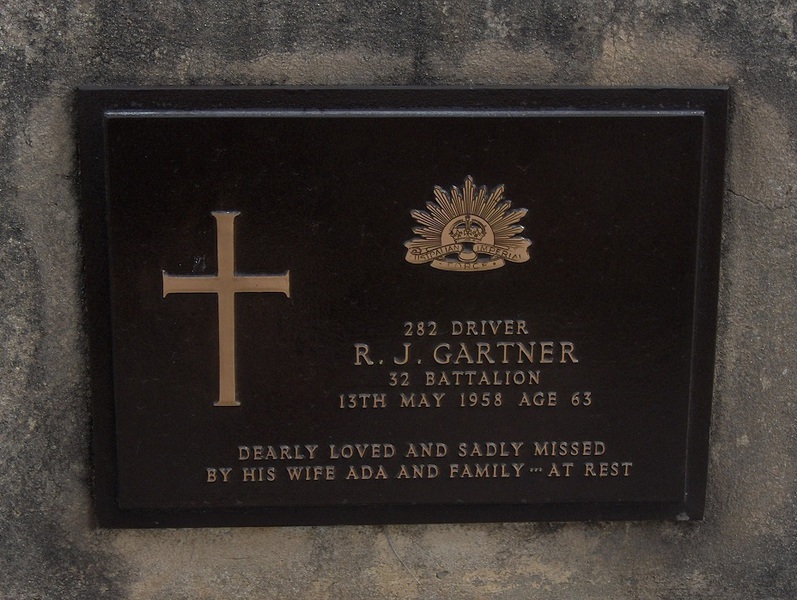 AUSTRALIAN IMPERIAL
FORCE
282 DRIVER
R. J. GARTNER
32 BATTALION
13TH MAY 1958 AGE 63
DEARLY LOVED AND SADLY MISSED
BY HIS WIFE ADA AND FAMILY ··· AT REST